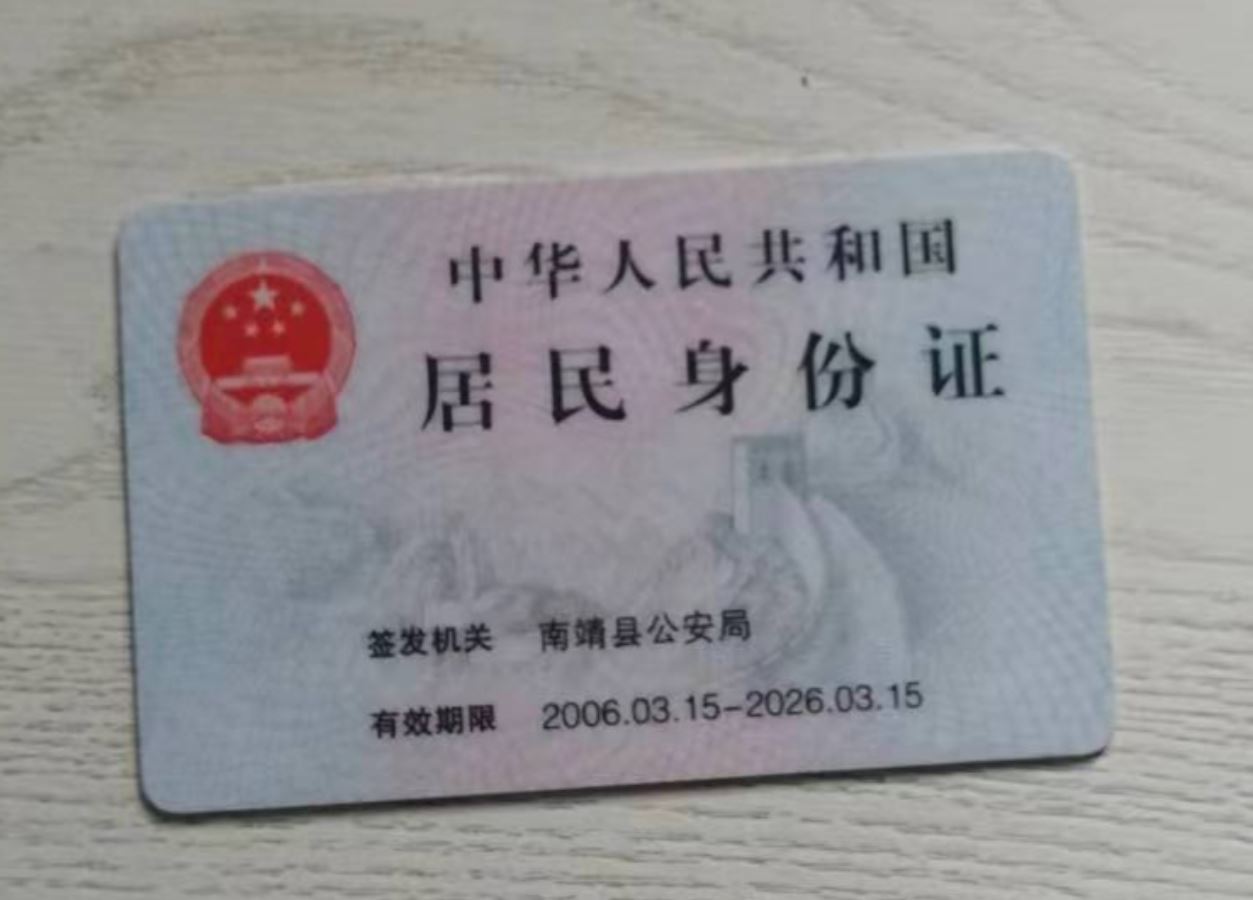 中华人民共和国
居民身份证
签发机关 南靖县公安局
有效期限 2006.03.15-2026.03.15